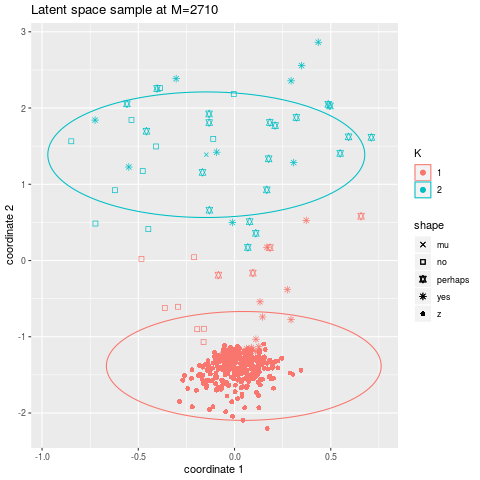 Latent space sample at M=2710
3
2
1
0
-1
-2
coordinate 2
-1.0
-0.5
0.0
0.5
coordinate 1
K
1
2
shape
mu
no
perhaps
yes
z